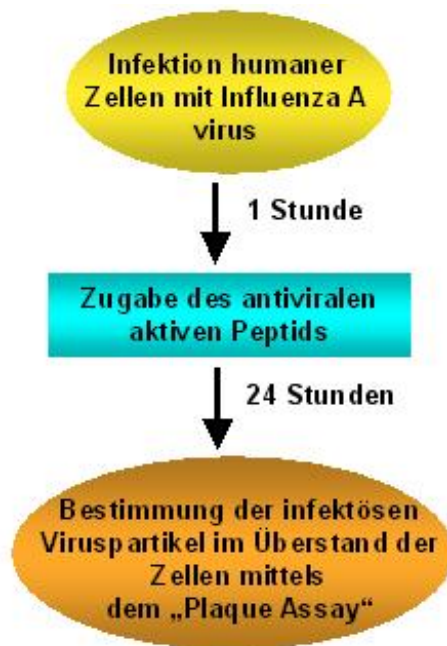 Infektion humaner
Zellen mit Influenza A
virus
1 Stunde
Zugabe des antiviralen
aktiven Peptids
24 Stunden
Bestimmung der infektösen
Viruspartikel im Überstand der
Zellen mittels
dem „Plaque Assay“